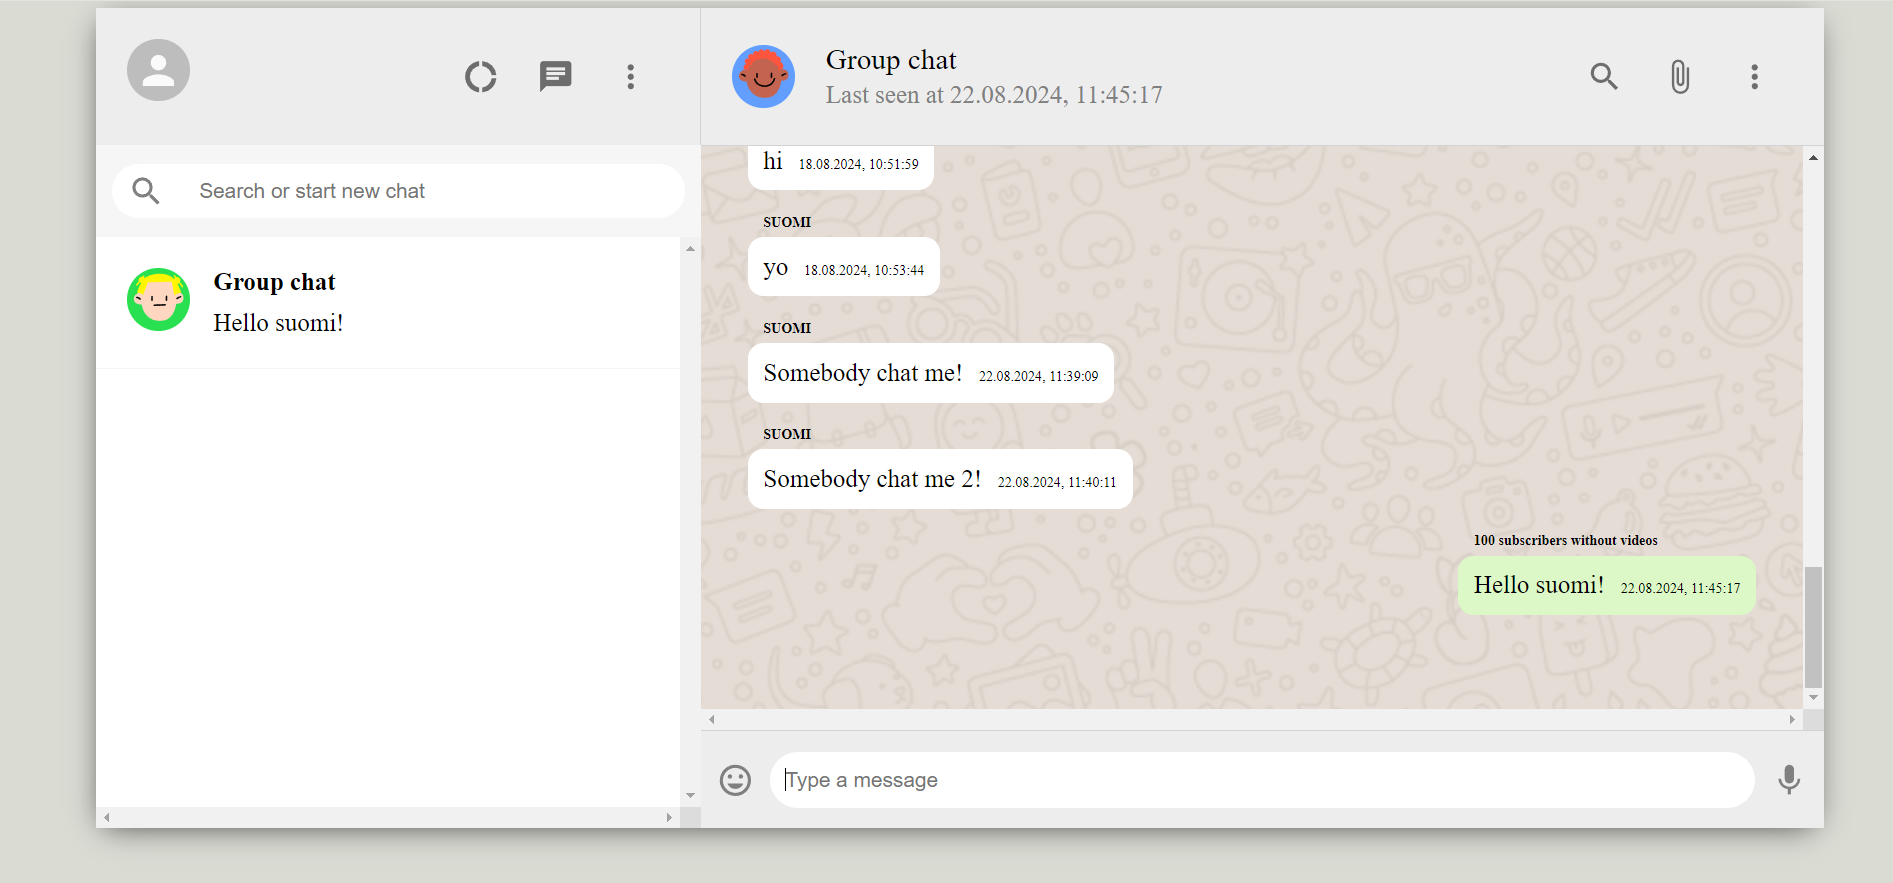 Search or start new chat
Group chat
Hello suomi!
Group chat
Last seen at 22.08.2024, 11:45:17
hi 18.08.2024, 10:51:59
SUOMI
yo 18.08.2024, 10:53:44
SUOMI
Somebody chat me! 22.08.2024, 11:39:09
SUOMI
Somebody chat me 2! 22.08.2024, 11:40:11
100 subscribers without videos
Hello suomi! 22.08.2024, 11:45:17
Type a message